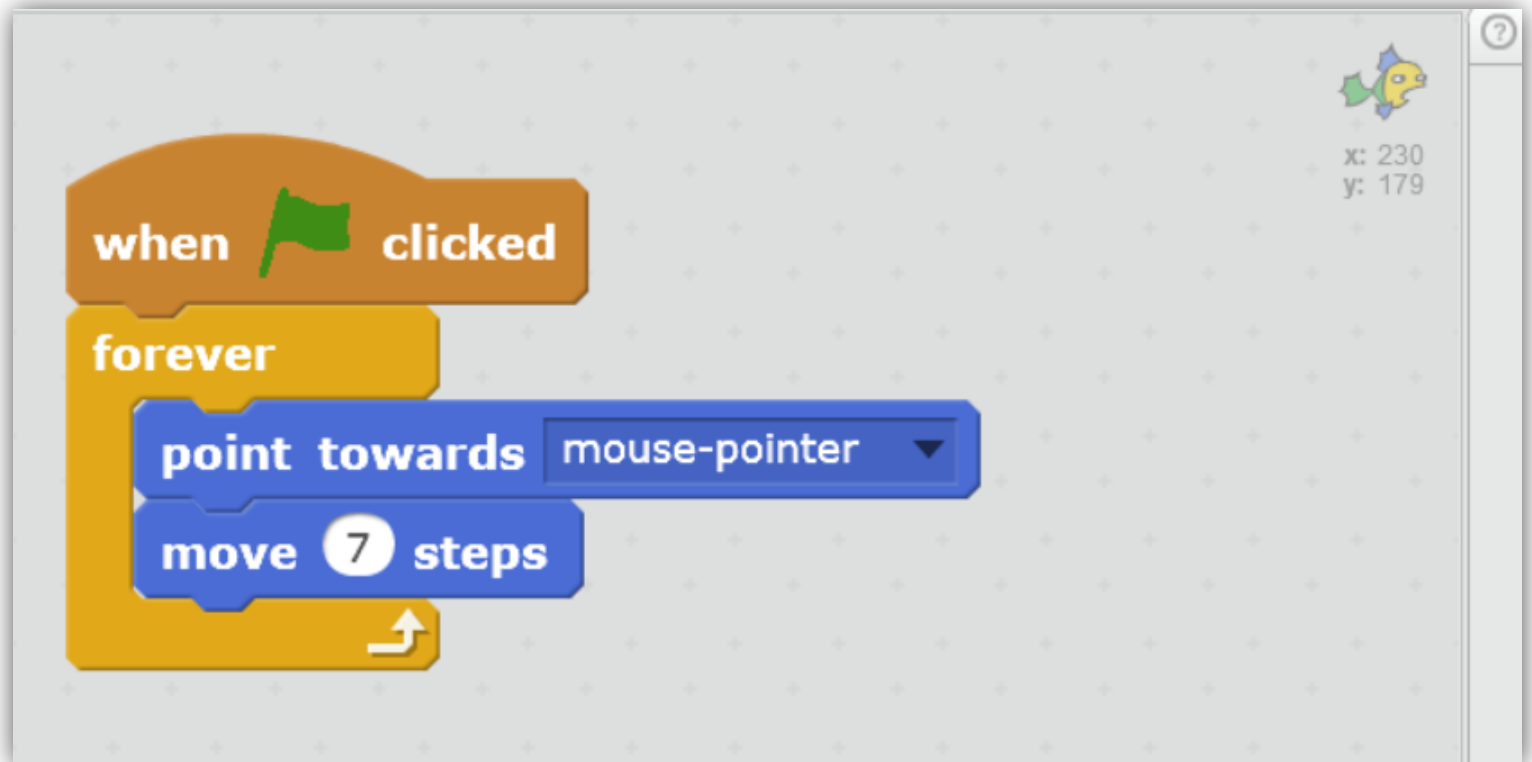 ?
x: 230
y: 179
when clicked
forever
point towards mouse-pointer
move 7 steps